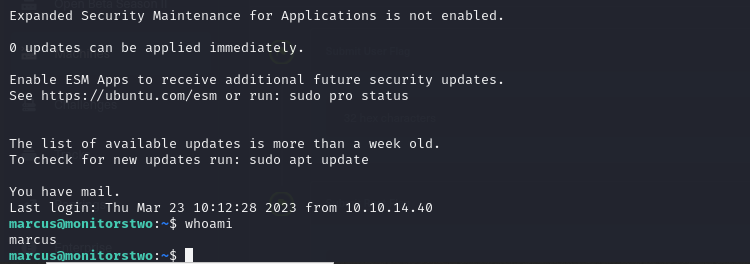 Expanded Security Maintenance for Applications is not enabled.
0 updates can be applied immediately.
Enable ESM Apps to receive additional future security updates.
See https://ubuntu.com/esm or run: sudo pro status
The list of available updates is more than a week old.
To check for new updates run: sudo apt update
You have mail.
Last login: Thu Mar 23 10:12:28 2023 from 10.10.14.40
marcus@monitorstwo:~$ whoami
marcus
marcus@monitorstwo:~$